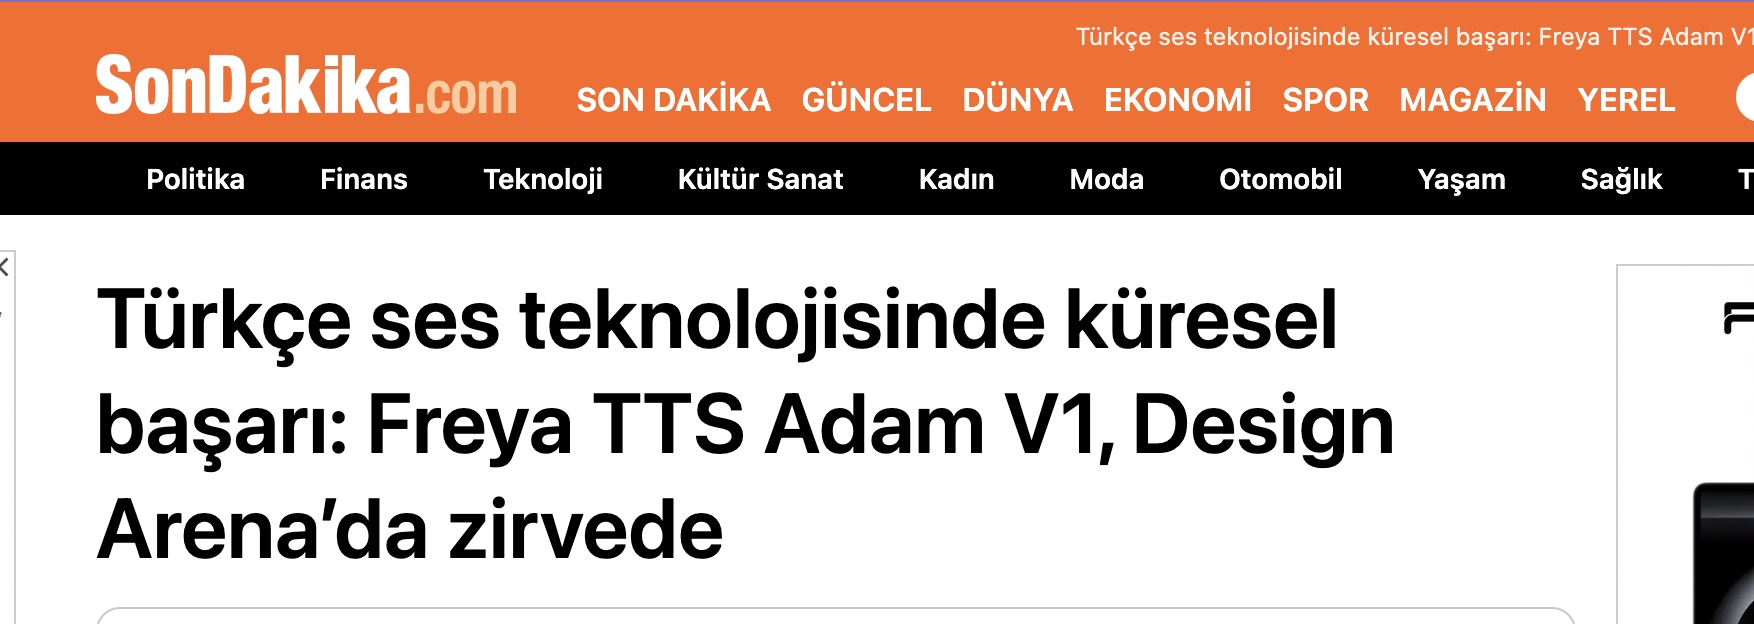 Türkçe ses teknolojisinde küresel başarı: Freya TTS Adam V1
SonDakika.com
SON DAKİKA GÜNCEL DÜNYA EKONOMİ SPOR MAGAZİN YEREL
Politika Finans Teknoloji Kültür Sanat Kadın Moda Otomobil Yaşam Sağlık
Türkçe ses teknolojisinde küresel
başarı: Freya TTS Adam V1, Design
Arena’da zirvede